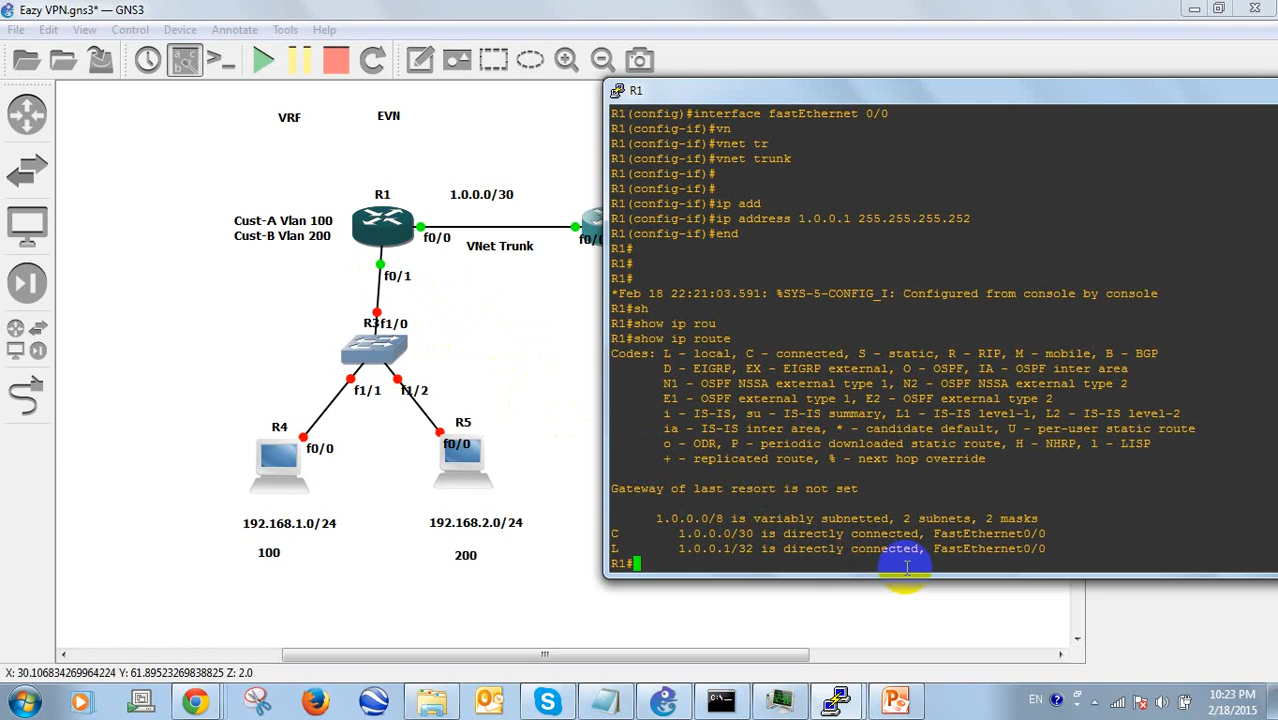 Eazy VPN.gns3* — GNS3
File Edit View Control Device Annotate Tools Help
VRF
EVN
R1
1.0.0.0/30
Cust-A Vlan 100
Cust-B Vlan 200
f0/0
f0/0
VNet Trunk
f0/1
R3
f1/0
f1/1
f1/2
R4
R5
f0/0
f0/0
192.168.1.0/24
192.168.2.0/24
100
200
R1
R1(config)#interface fastEthernet 0/0
R1(config-if)#vn
R1(config-if)#vnet tr
R1(config-if)#vnet trunk
R1(config-if)#
R1(config-if)#
R1(config-if)#ip add
R1(config-if)#ip address 1.0.0.1 255.255.255.252
R1(config-if)#end
R1#
R1#
R1#
*Feb 18 22:21:03.591: %SYS-5-CONFIG_I: Configured from console by console
R1#sh
R1#show ip rou
R1#show ip route
Codes: L - local, C - connected, S - static, R - RIP, M - mobile, B - BGP
D - EIGRP, EX - EIGRP external, O - OSPF, IA - OSPF inter area
N1 - OSPF NSSA external type 1, N2 - OSPF NSSA external type 2
E1 - OSPF external type 1, E2 - OSPF external type 2
i - IS-IS, su - IS-IS summary, L1 - IS-IS level-1, L2 - IS-IS level-2
ia - IS-IS inter area, * - candidate default, U - per-user static route
o - ODR, P - periodic downloaded static route, H - NHRP, l - LISP
+ - replicated route, % - next hop override
Gateway of last resort is not set
1.0.0.0/8 is variably subnetted, 2 subnets, 2 masks
C 1.0.0.0/30 is directly connected, FastEthernet0/0
L 1.0.0.1/32 is directly connected, FastEthernet0/0
R1#
X: 30.106834269964224 Y: 61.89523269838825 Z: 2.0
EN
10:23 PM
2/18/2015